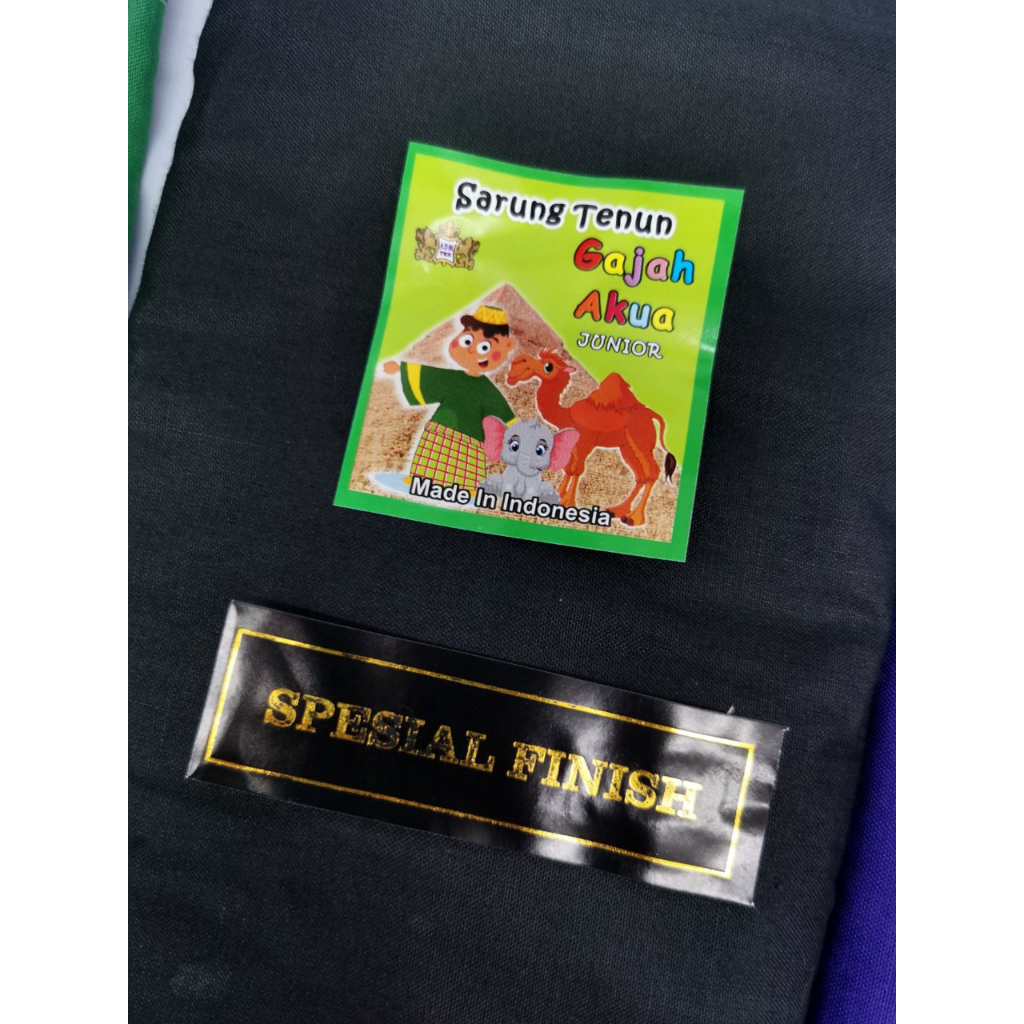 Sarung Tenun
Gajah
Akua
JUNIOR
Made In Indonesia
SPESIAL FINISH